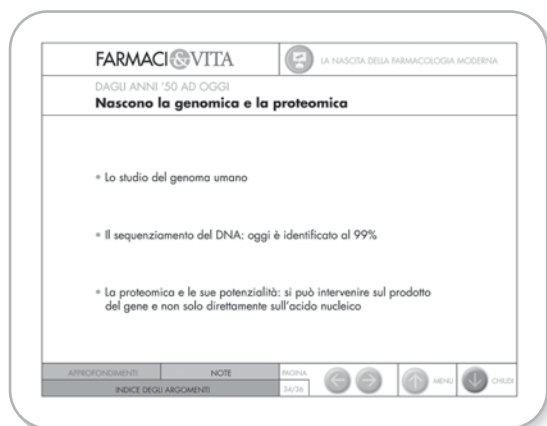 FARMACI&VITA
LA NASCITA DELLA FARMACOLOGIA MODERNA
DAGLI ANNI '50 AD OGGI
Nascono la genomica e la proteomica
• Lo studio del genoma umano
• Il sequenziamento del DNA: oggi è identificato al 99%
• La proteomica e le sue potenzialità: si può intervenire sul prodotto
del gene e non solo direttamente sull'acido nucleico
APPROFONDIMENTI NOTE PAGINA
INDICE DEGLI ARGOMENTI 34/36 MENU CHIUDI